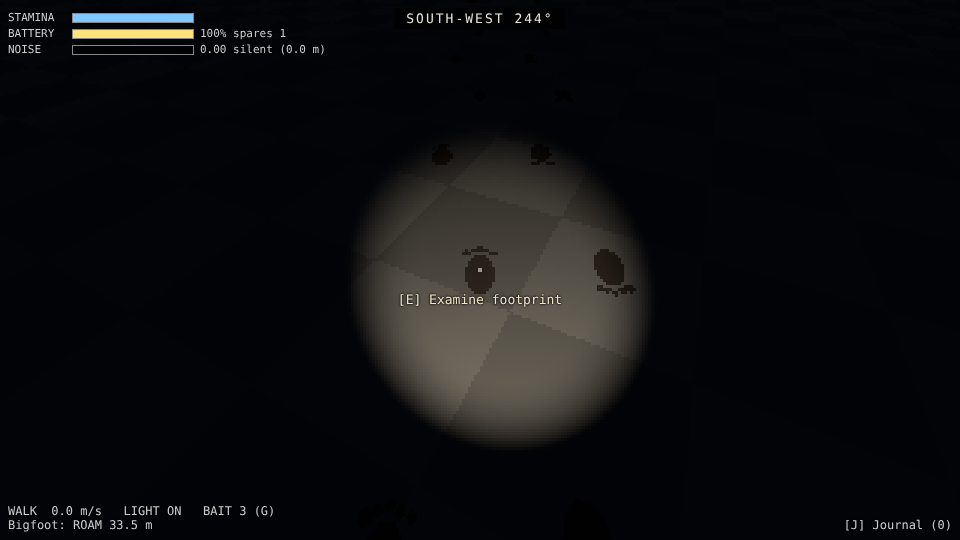 STAMINA
SOUTH-WEST 244°
BATTERY 100% spares 1
NOISE 0.00 silent (0.0 m)
[E] Examine footprint
WALK 0.0 m/s LIGHT ON BAIT 3 (G)
Bigfoot: ROAM 33.5 m
[J] Journal (0)